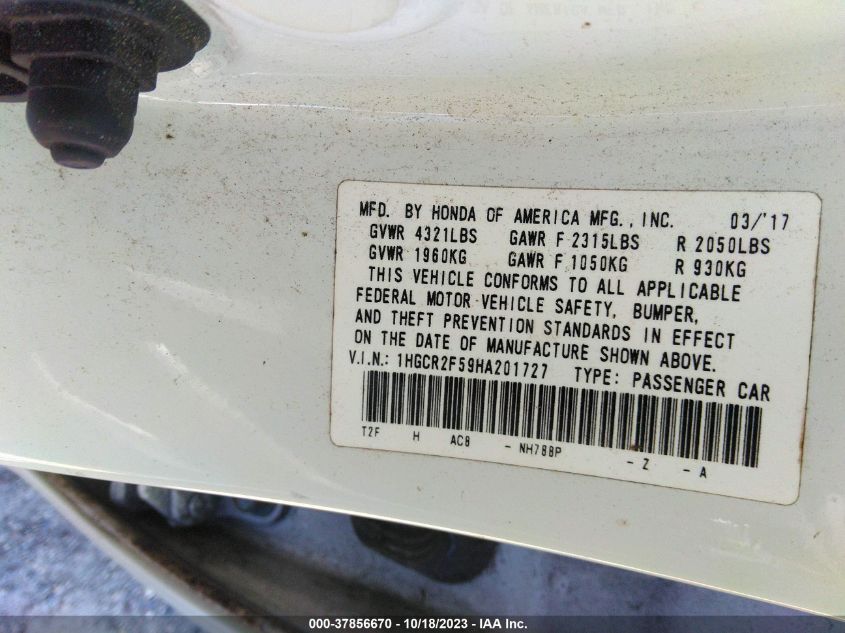 MFD. BY HONDA OF AMERICA MFG., INC. 03/'17
GVWR 4321LBS GAWR F 2315LBS R 2050LBS
GVWR 1960KG GAWR F 1050KG R 930KG
THIS VEHICLE CONFORMS TO ALL APPLICABLE
FEDERAL MOTOR VEHICLE SAFETY, BUMPER,
AND THEFT PREVENTION STANDARDS IN EFFECT
ON THE DATE OF MANUFACTURE SHOWN ABOVE.
V.I.N.: 1HGCR2F59HA201727 TYPE: PASSENGER CAR
T2F H AC8 - NH788P - Z - A
000-37856670 - 10/18/2023 - IAA Inc.